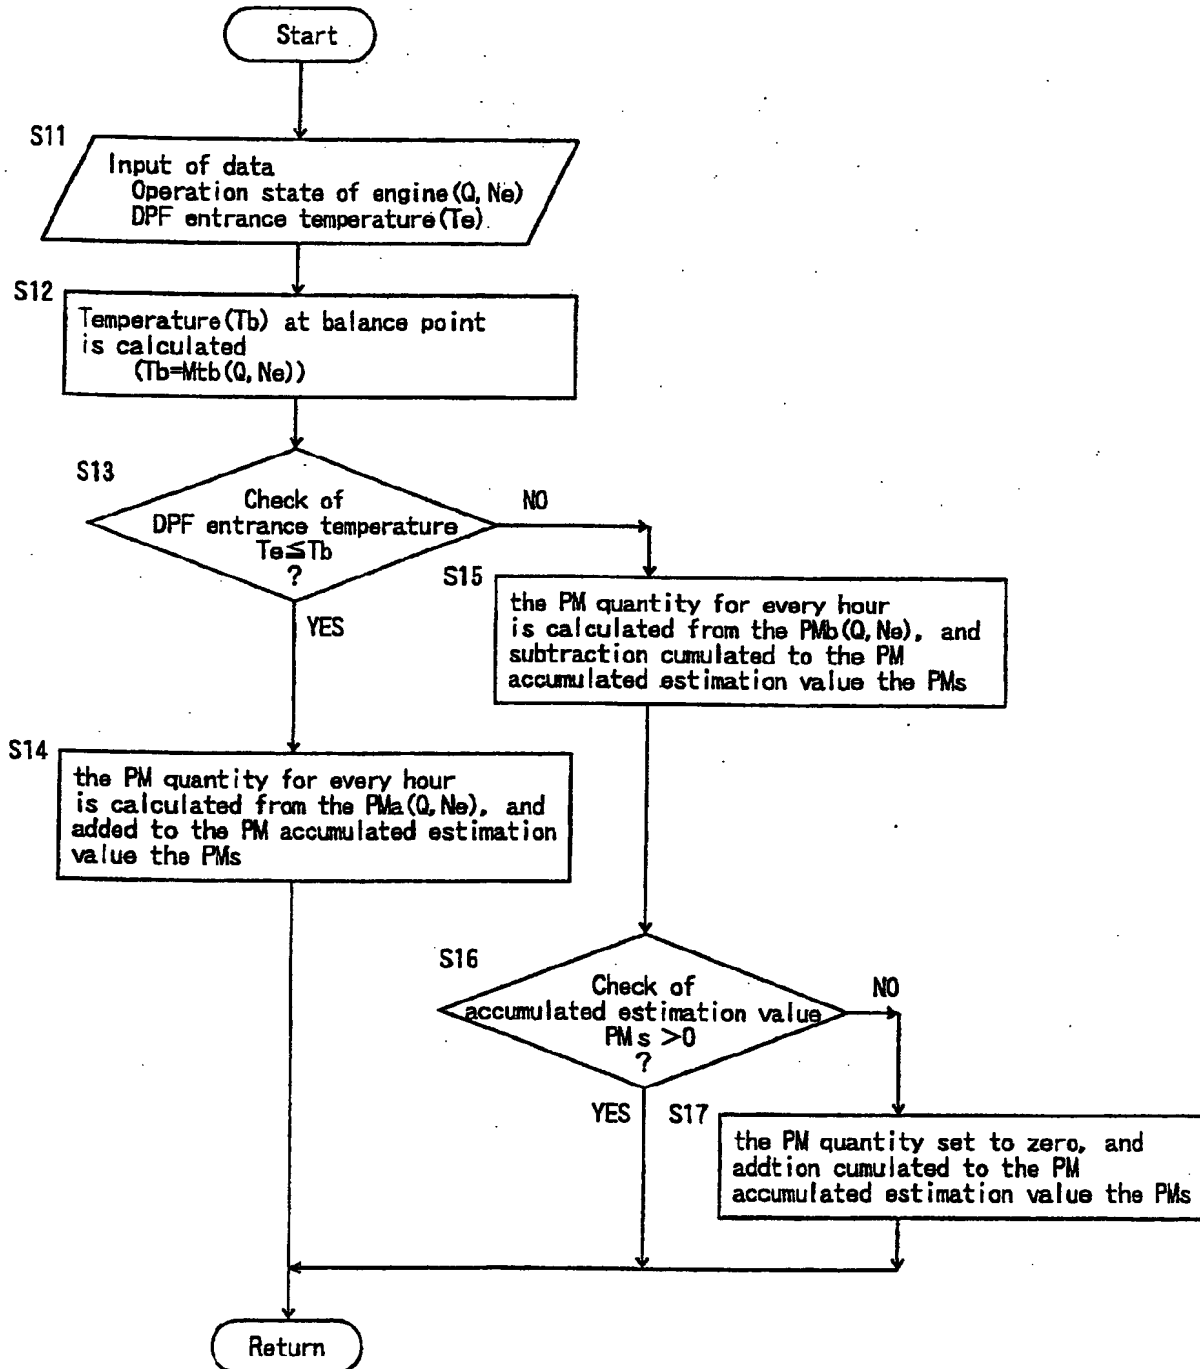 Start
S11
Input of data
Operation state of engine(Q,Ne)
DPF entrance temperature(Te)
S12
Temperature(Tb) at balance point
is calculated
(Tb=Mtb(Q,Ne))
S13
Check of
DPF entrance temperature
Te≦Tb
?
NO
YES
S15
the PM quantity for every hour
is calculated from the PMb(Q,Ne), and
subtraction cumulated to the PM
accumulated estimation value the PMs
S14
the PM quantity for every hour
is calculated from the PMa(Q,Ne), and
added to the PM accumulated estimation
value the PMs
S16
Check of
accumulated estimation value
PMs >0
?
NO
YES
S17
the PM quantity set to zero, and
addtion cumulated to the PM
accumulated estimation value the PMs
Return